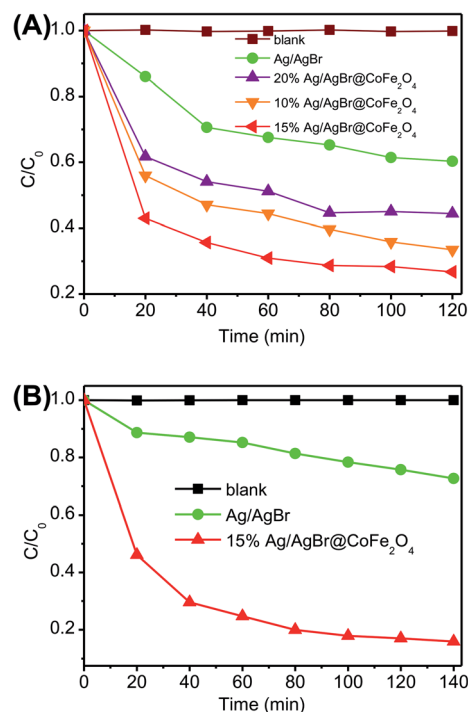 (A)
1.0
0.8
0.6
0.4
0.2
C/C₀
blank
Ag/AgBr
20% Ag/AgBr@CoFe₂O₄
10% Ag/AgBr@CoFe₂O₄
15% Ag/AgBr@CoFe₂O₄
0 20 40 60 80 100 120
Time (min)
(B)
1.0
0.8
0.6
0.4
0.2
C/C₀
blank
Ag/AgBr
15% Ag/AgBr@CoFe₂O₄
0 20 40 60 80 100 120 140
Time (min)